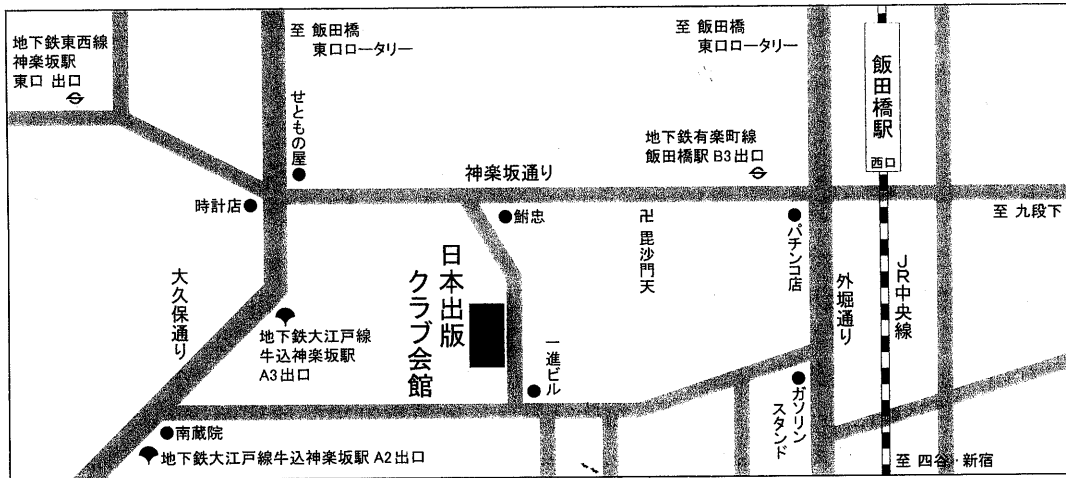 地下鉄東西線
神楽坂駅
東口 出口
至 飯田橋
東口ロータリー
至 飯田橋
東口ロータリー
飯田橋駅
西口
せともの屋
地下鉄有楽町線
飯田橋駅 B3出口
神楽坂通り
時計店
鮒忠
卍 毘沙門天
パチンコ店
至 九段下
大久保通り
日本出版
クラブ会館
外堀通り
JR中央線
地下鉄大江戸線
牛込神楽坂駅
A3出口
一進ビル
ガソリン
スタンド
南蔵院
地下鉄大江戸線牛込神楽坂駅 A2出口
至 四谷・新宿